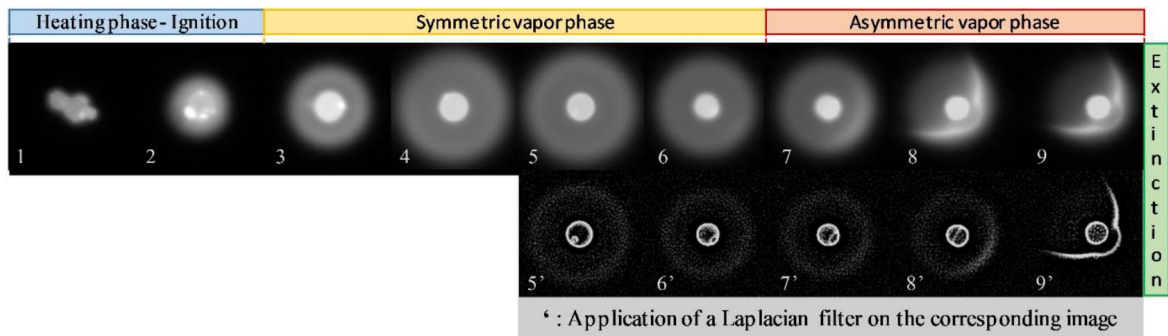 Heating phase - Ignition
Symmetric vapor phase
Asymmetric vapor phase
1
2
3
4
5
6
7
8
9
Extinction
5’
6’
7’
8’
9’
‘ : Application of a Laplacian filter on the corresponding image